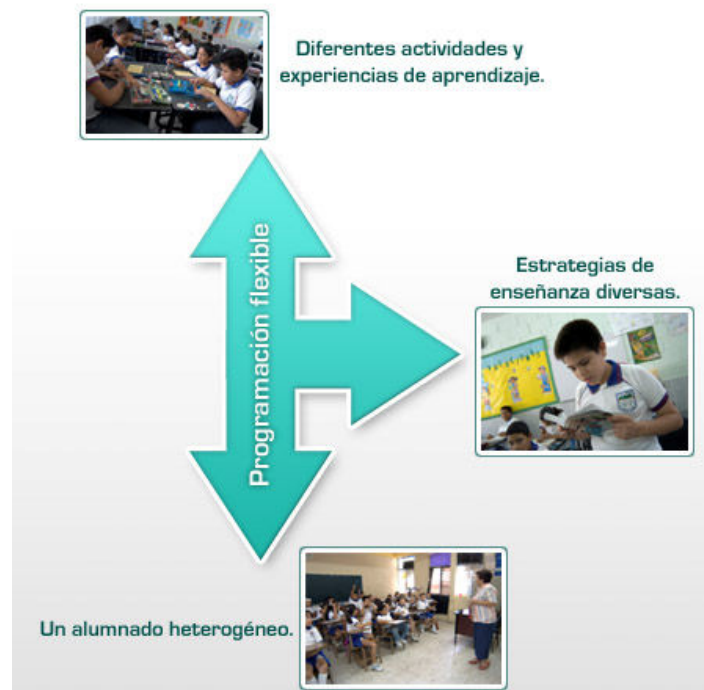 Diferentes actividades y
experiencias de aprendizaje.
Programación flexible
Estrategias de
enseñanza diversas.
Un alumnado heterogéneo.